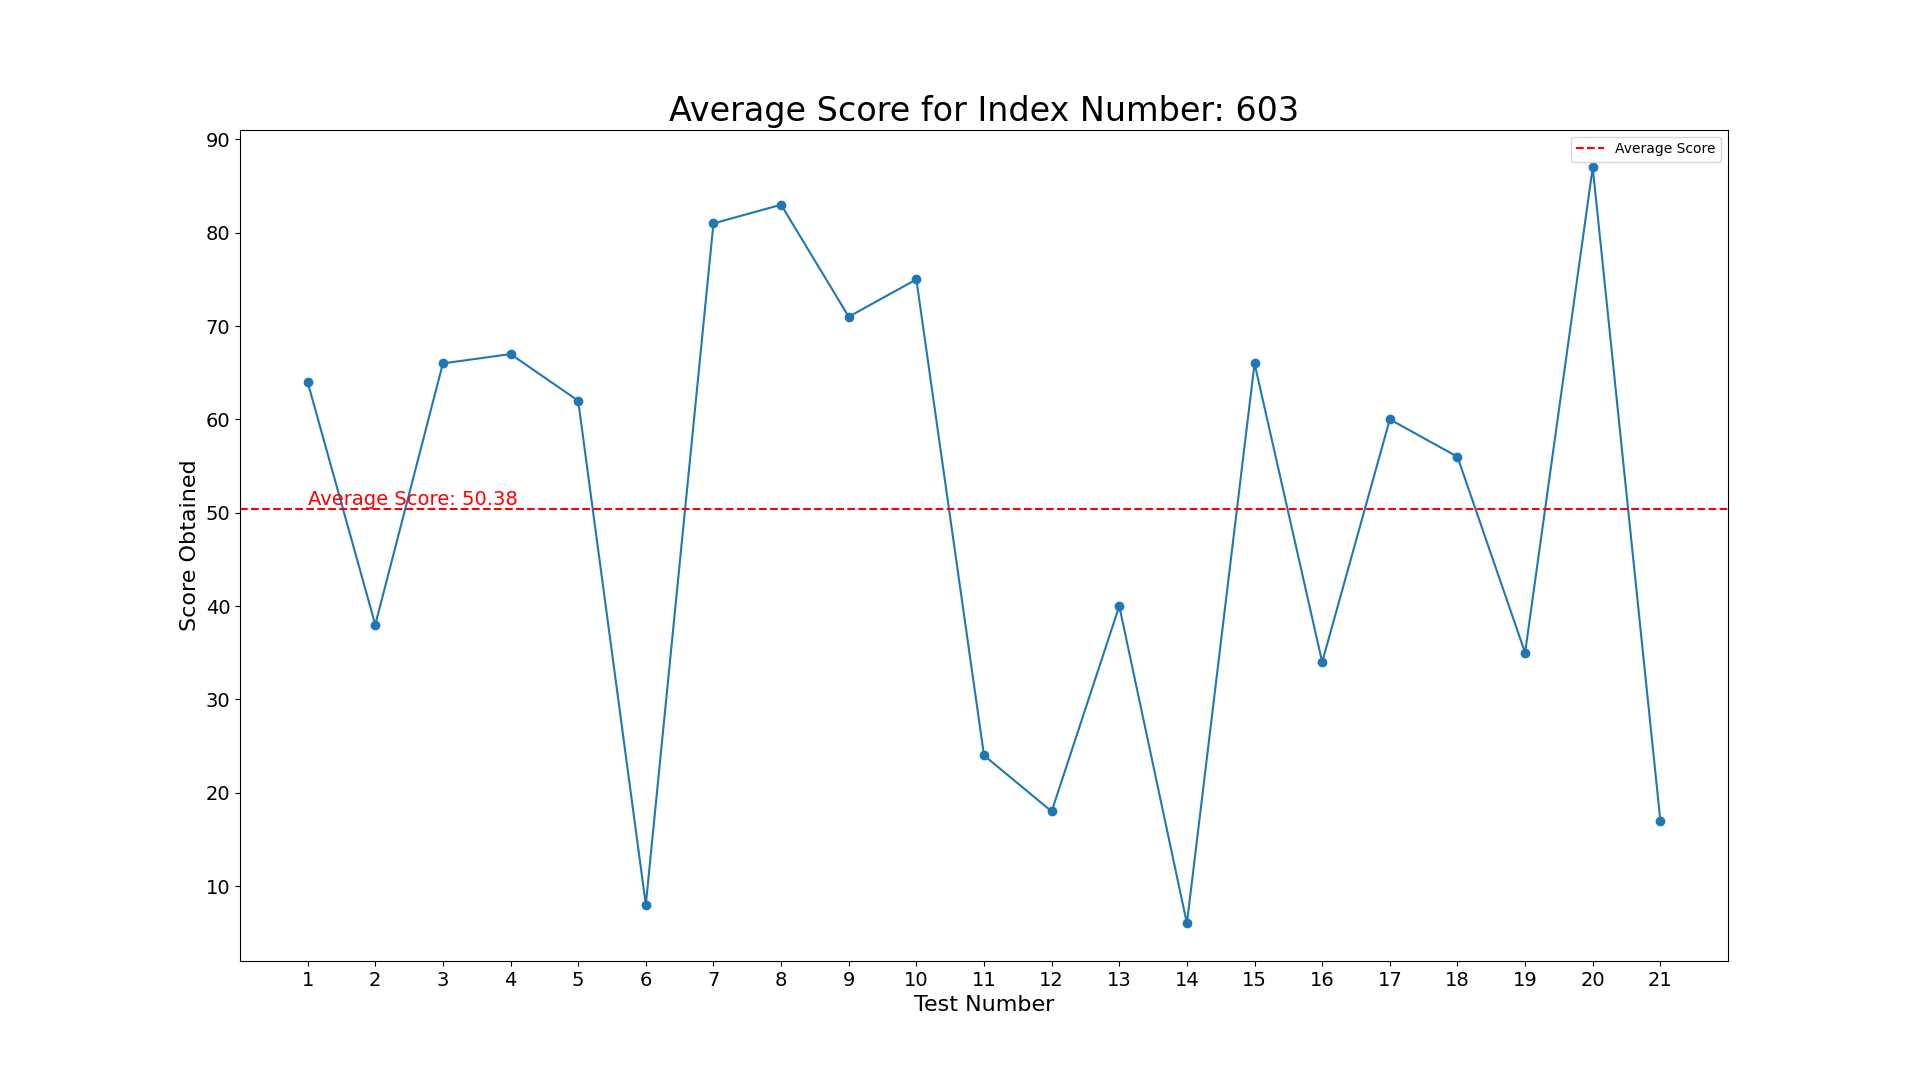 Average Score for Index Number: 603
Average Score
90
80
70
60
50
40
30
20
10
Score Obtained
Average Score: 50.38
1 2 3 4 5 6 7 8 9 10 11 12 13 14 15 16 17 18 19 20 21
Test Number